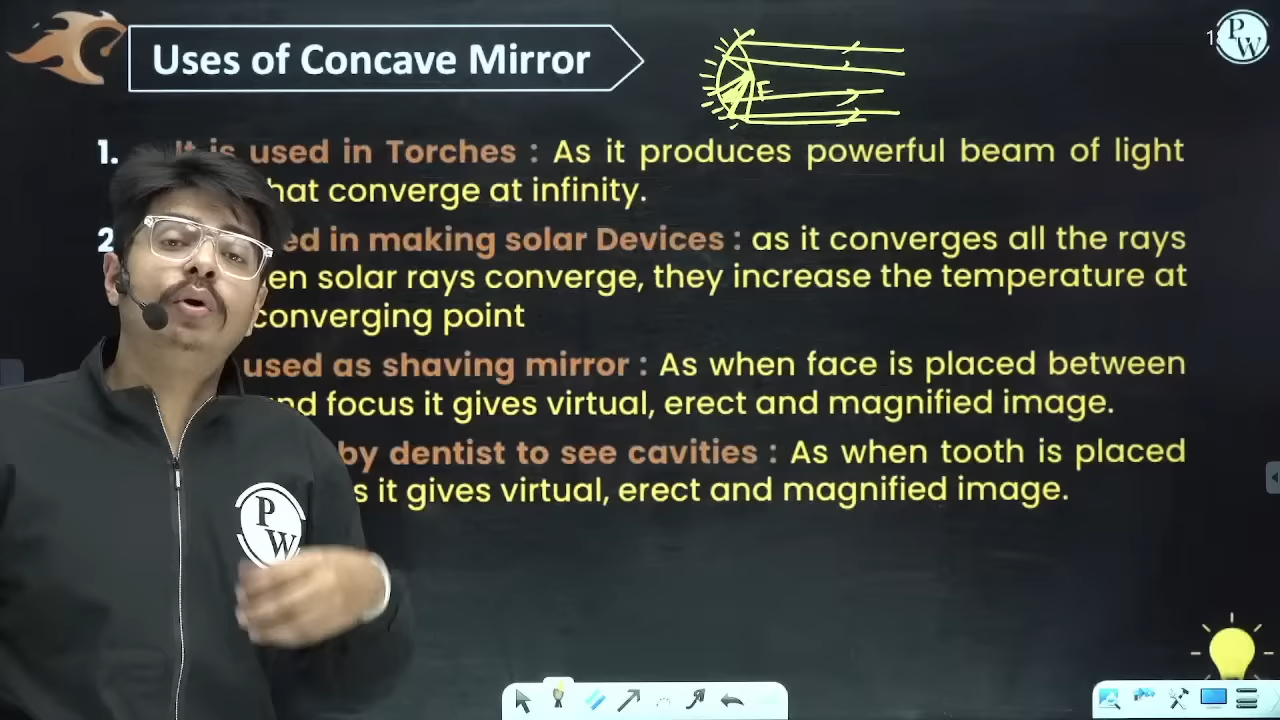 Uses of Concave Mirror
F
P
W
1. It is used in Torches : As it produces powerful beam of light
hat converge at infinity.
2 ed in making solar Devices : as it converges all the rays
en solar rays converge, they increase the temperature at
converging point
used as shaving mirror : As when face is placed between
nd focus it gives virtual, erect and magnified image.
by dentist to see cavities : As when tooth is placed
s it gives virtual, erect and magnified image.
P
W